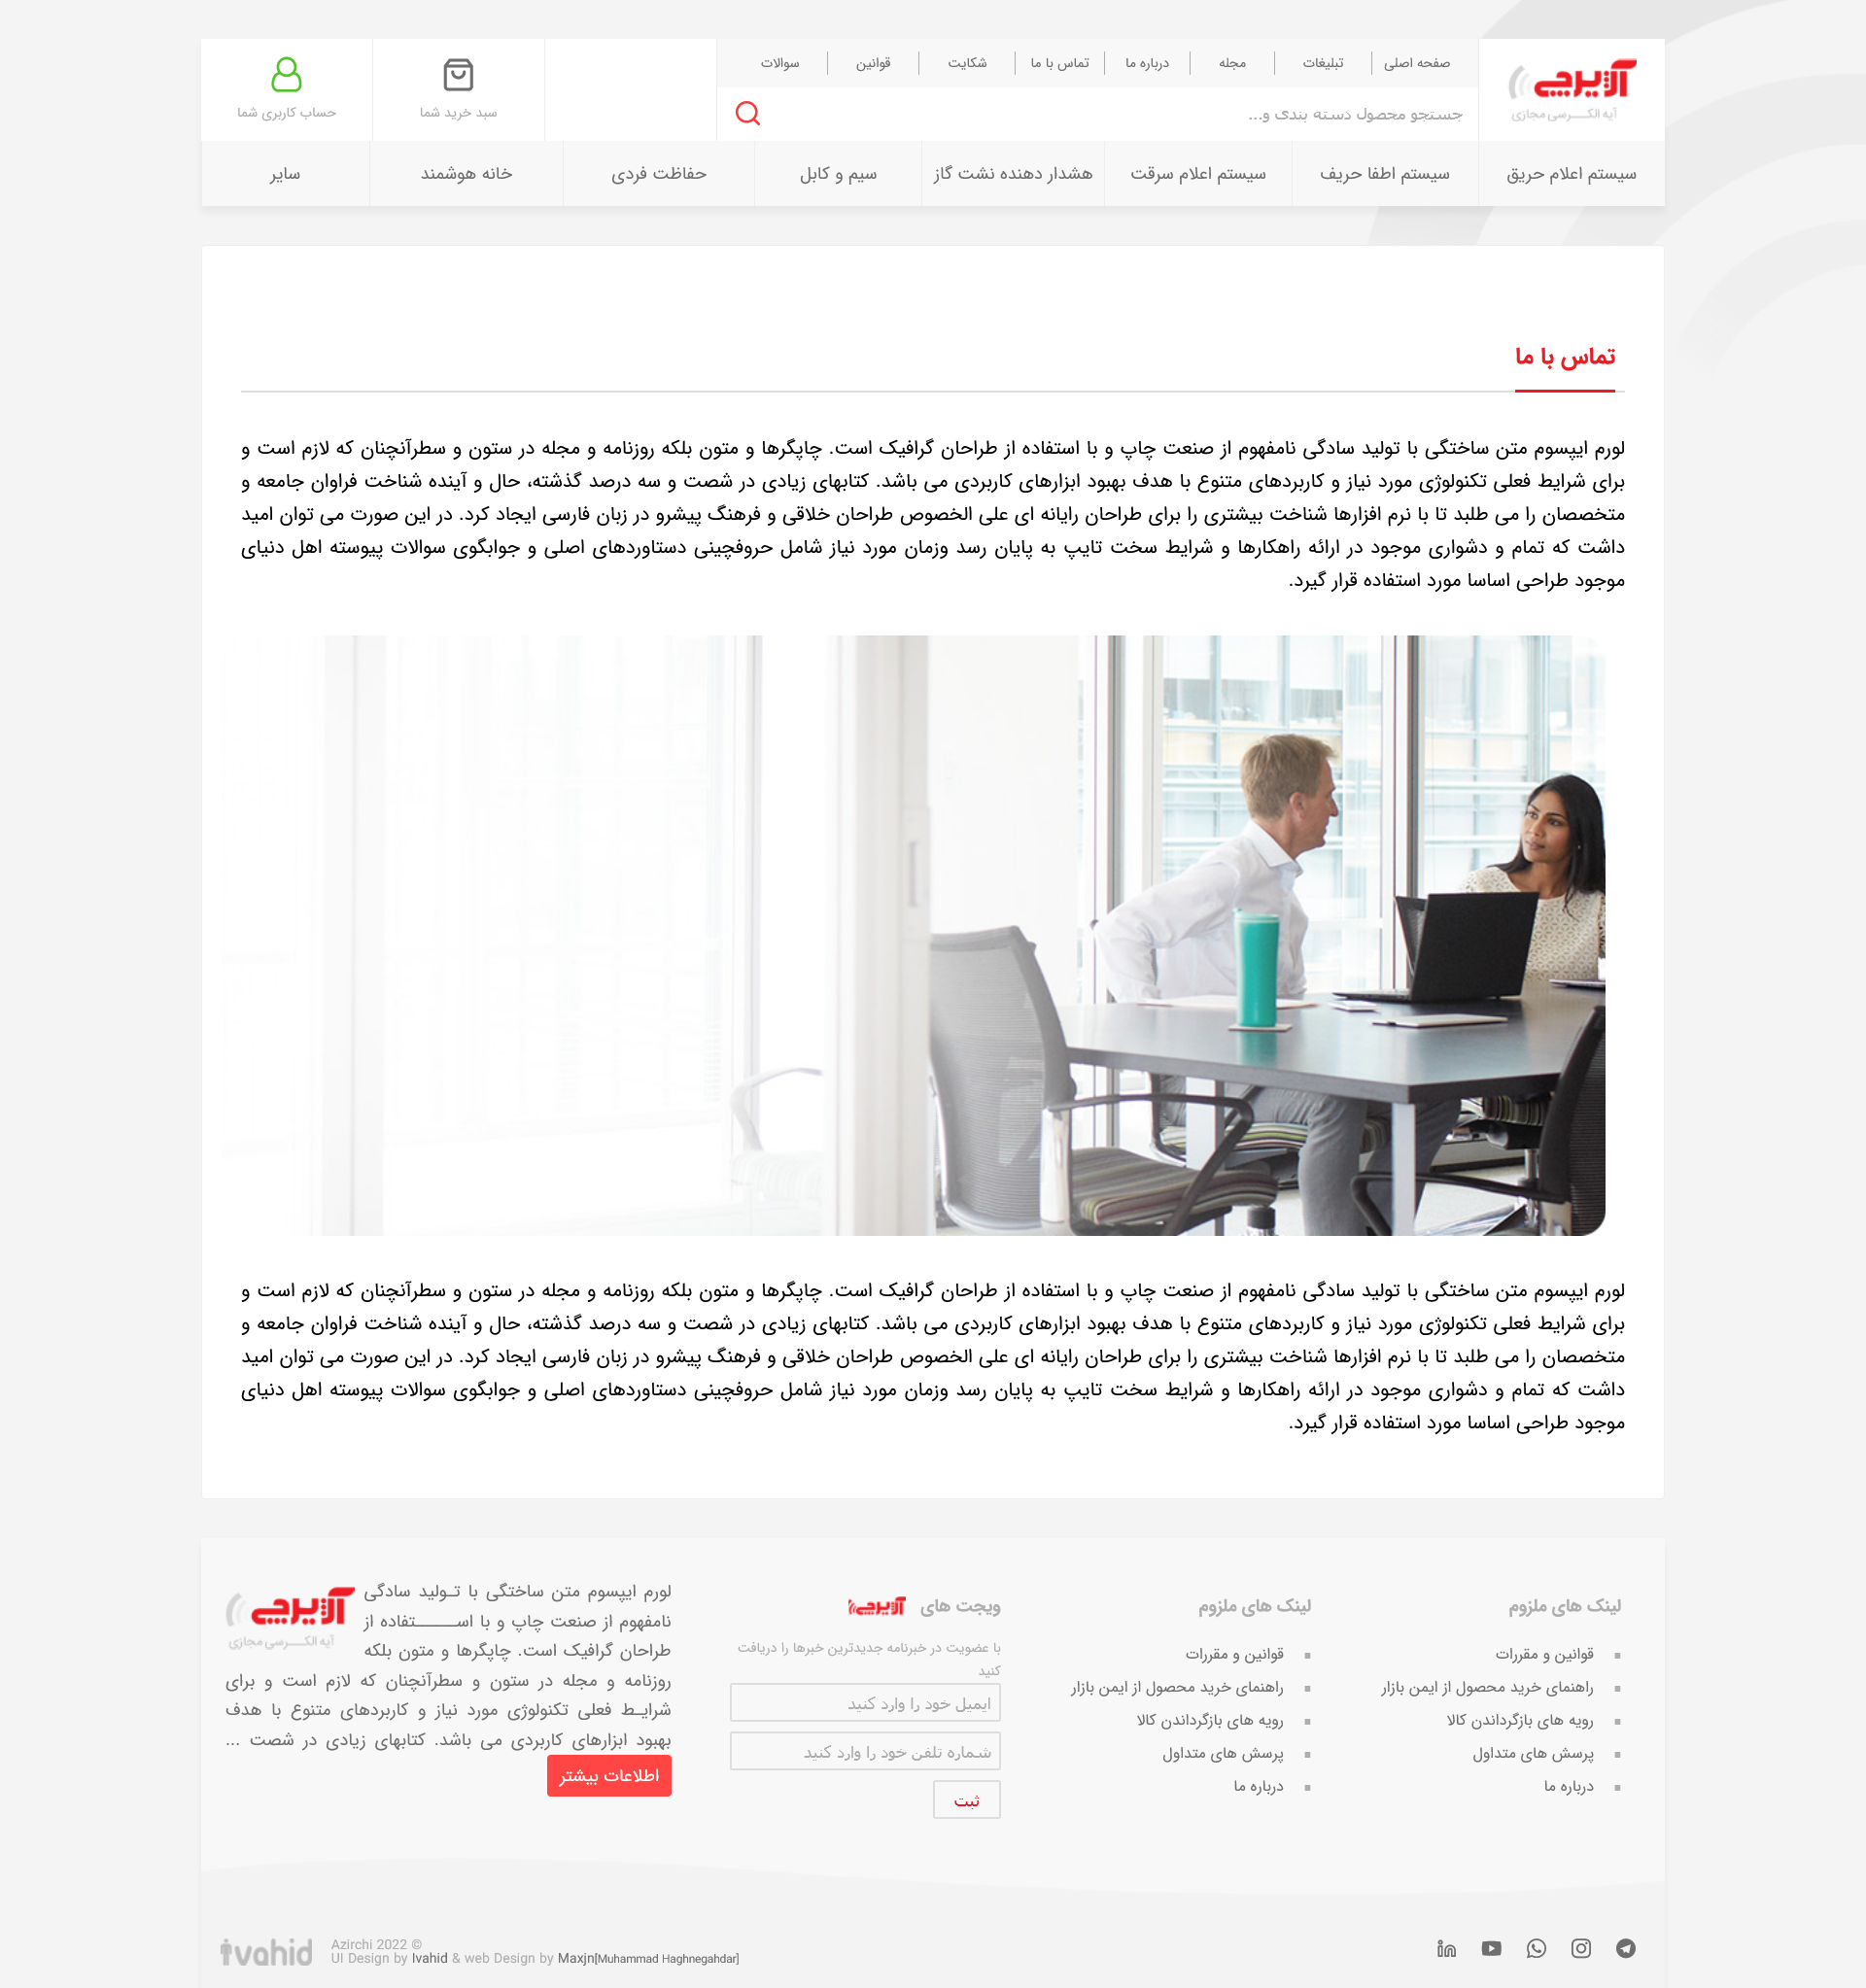 آژیرچی
آیه الکـــرسی مجازی
صفحه اصلی
تبلیغات
مجله
درباره ما
تماس با ما
شکایت
قوانین
سوالات
جستجو محصول دسته بندی و...
سبد خرید شما
حساب کاربری شما
سیستم اعلام حریق
سیستم اطفا حریف
سیستم اعلام سرقت
هشدار دهنده نشت گاز
سیم و کابل
حفاظت فردی
خانه هوشمند
سایر
تماس با ما
لورم ایپسوم متن ساختگی با تولید سادگی نامفهوم از صنعت چاپ و با استفاده از طراحان گرافیک است. چاپگرها و متون بلکه روزنامه و مجله در ستون و سطرآنچنان که لازم است و
برای شرایط فعلی تکنولوژی مورد نیاز و کاربردهای متنوع با هدف بهبود ابزارهای کاربردی می باشد. کتابهای زیادی در شصت و سه درصد گذشته، حال و آینده شناخت فراوان جامعه و
متخصصان را می طلبد تا با نرم افزارها شناخت بیشتری را برای طراحان رایانه ای علی الخصوص طراحان خلاقی و فرهنگ پیشرو در زبان فارسی ایجاد کرد. در این صورت می توان امید
داشت که تمام و دشواری موجود در ارائه راهکارها و شرایط سخت تایپ به پایان رسد وزمان مورد نیاز شامل حروفچینی دستاوردهای اصلی و جوابگوی سوالات پیوسته اهل دنیای
موجود طراحی اساسا مورد استفاده قرار گیرد.
لورم ایپسوم متن ساختگی با تولید سادگی نامفهوم از صنعت چاپ و با استفاده از طراحان گرافیک است. چاپگرها و متون بلکه روزنامه و مجله در ستون و سطرآنچنان که لازم است و
برای شرایط فعلی تکنولوژی مورد نیاز و کاربردهای متنوع با هدف بهبود ابزارهای کاربردی می باشد. کتابهای زیادی در شصت و سه درصد گذشته، حال و آینده شناخت فراوان جامعه و
متخصصان را می طلبد تا با نرم افزارها شناخت بیشتری را برای طراحان رایانه ای علی الخصوص طراحان خلاقی و فرهنگ پیشرو در زبان فارسی ایجاد کرد. در این صورت می توان امید
داشت که تمام و دشواری موجود در ارائه راهکارها و شرایط سخت تایپ به پایان رسد وزمان مورد نیاز شامل حروفچینی دستاوردهای اصلی و جوابگوی سوالات پیوسته اهل دنیای
موجود طراحی اساسا مورد استفاده قرار گیرد.
لینک های ملزوم
قوانین و مقررات
راهنمای خرید محصول از ایمن بازار
رویه های بازگرداندن کالا
پرسش های متداول
درباره ما
لینک های ملزوم
قوانین و مقررات
راهنمای خرید محصول از ایمن بازار
رویه های بازگرداندن کالا
پرسش های متداول
درباره ما
ویجت های آژیرچی
با عضویت در خبرنامه جدیدترین خبرها را دریافت
کنید
ایمیل خود را وارد کنید
شماره تلفن خود را وارد کنید
ثبت
آژیرچی
آیه الکـــرسی مجازی
لورم ایپسوم متن ساختگی با تـولید سادگی
نامفهوم از صنعت چاپ و با اســـــتفاده از
طراحان گرافیک است. چاپگرها و متون بلکه
روزنامه و مجله در ستون و سطرآنچنان که لازم است و برای
شرایـط فعلی تکنولوژی مورد نیاز و کاربردهای متنوع با هدف
بهبود ابزارهای کاربردی می باشد. کتابهای زیادی در شصت ...
اطلاعات بیشتر
ivahid
Azirchi 2022 ©
UI Design by Ivahid & web Design by Maxjn[Muhammad Haghnegahdar]